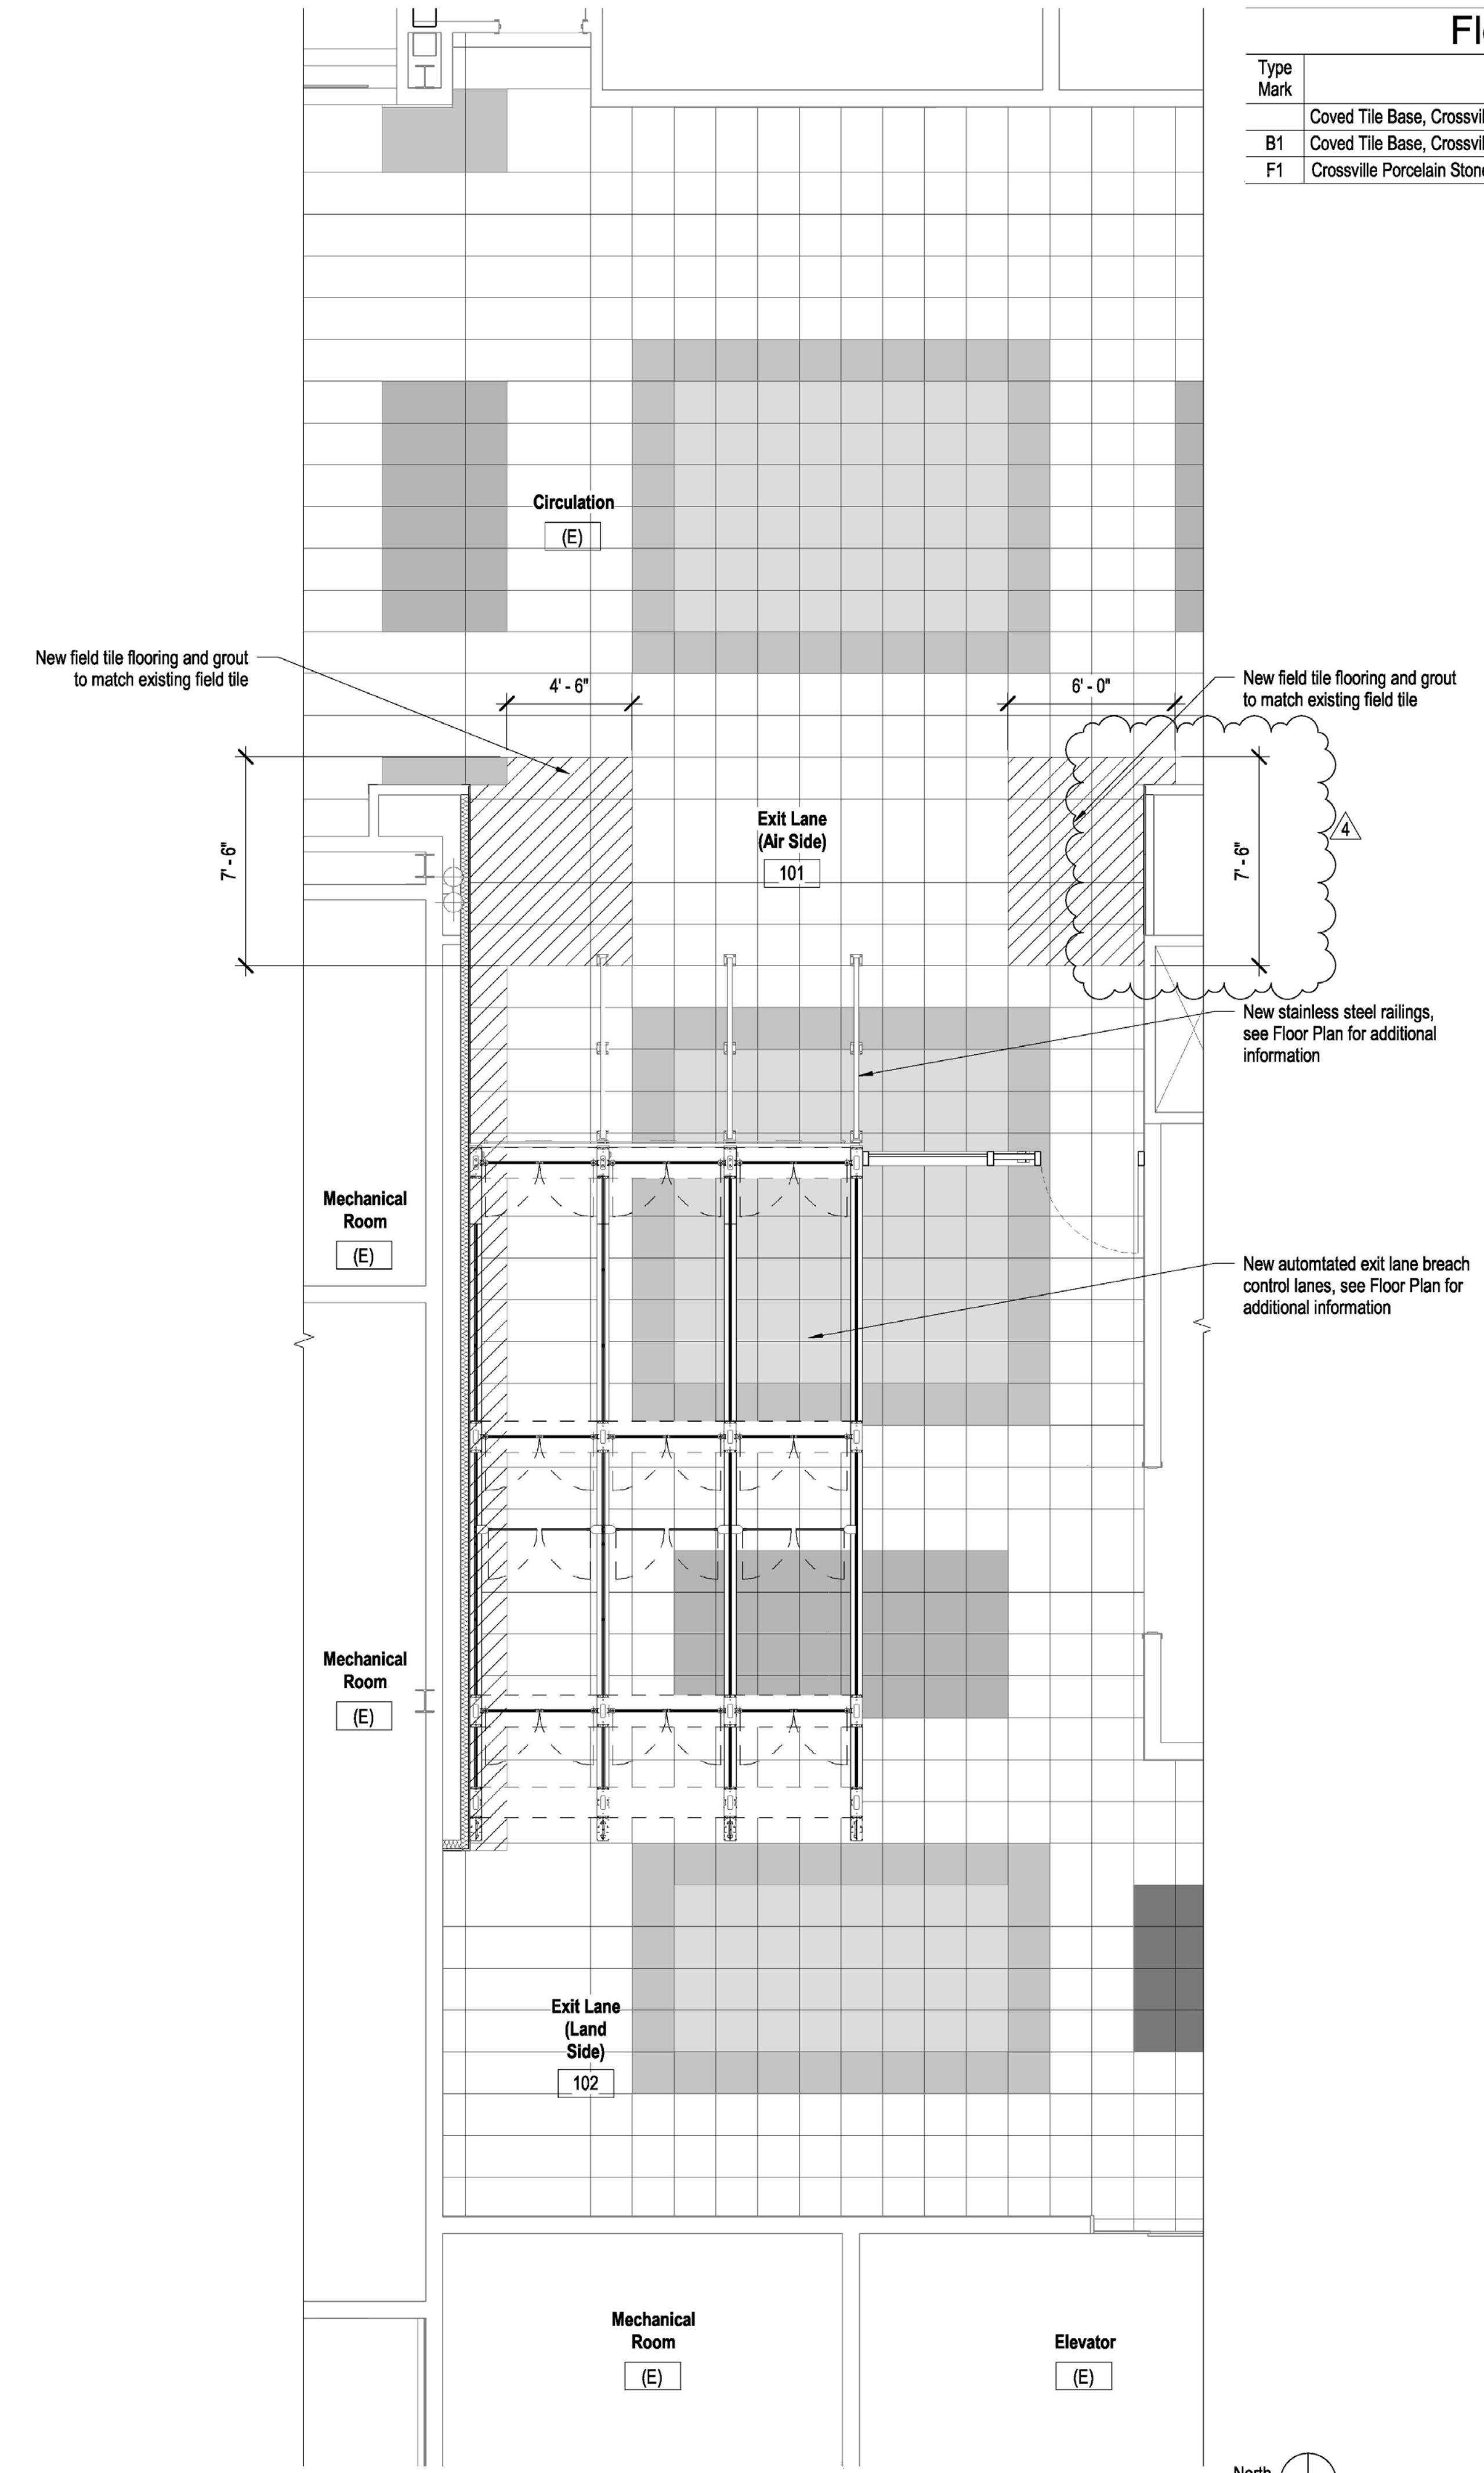 Type
Mark
Coved Tile Base,
B1 Coved Tile Base,
F1 Crossville Porcelain
Circulation
(E)
New field tile flooring and grout
to match existing field tile
4' - 6"
6' - 0"
New field tile flooring and grout
to match existing field tile
7' - 6"
Exit Lane
(Air Side)
101
7' - 6"
4
New stainless steel railings,
see Floor Plan for additional
information
Mechanical
Room
(E)
New automtated exit lane breach
control lanes, see Floor Plan for
additional information
Mechanical
Room
(E)
Exit Lane
(Land
Side)
102
Mechanical
Room
(E)
Elevator
(E)
North